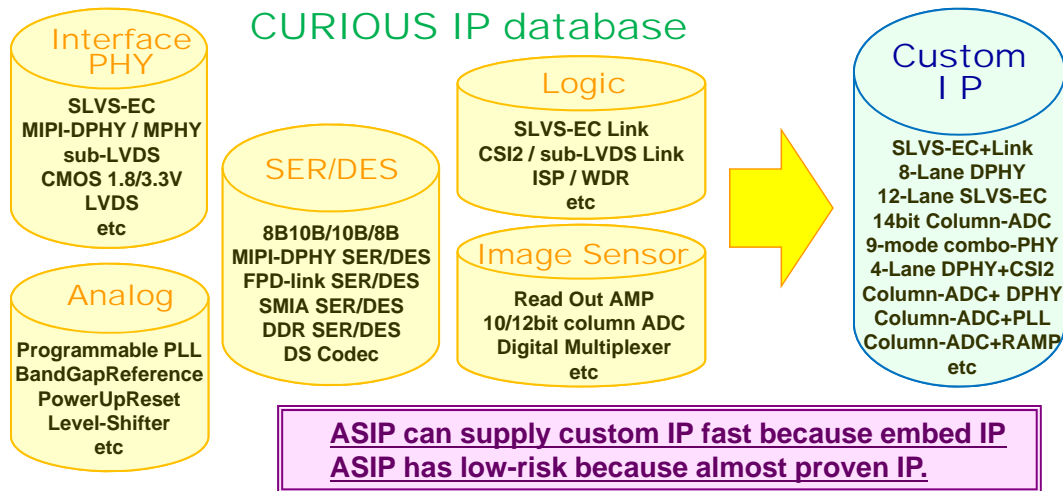 CURIOUS IP database
Interface
PHY
SLVS-EC
MIPI-DPHY / MPHY
sub-LVDS
CMOS 1.8/3.3V
LVDS
etc
Analog
Programmable PLL
BandGapReference
PowerUpReset
Level-Shifter
etc
SER/DES
8B10B/10B/8B
MIPI-DPHY SER/DES
FPD-link SER/DES
SMIA SER/DES
DDR SER/DES
DS Codec
Logic
SLVS-EC Link
CSI2 / sub-LVDS Link
ISP / WDR
etc
Image Sensor
Read Out AMP
10/12bit column ADC
Digital Multiplexer
etc
Custom
IP
SLVS-EC+Link
8-Lane DPHY
12-Lane SLVS-EC
14bit Column-ADC
9-mode combo-PHY
4-Lane DPHY+CSI2
Column-ADC+ DPHY
Column-ADC+PLL
Column-ADC+RAMP
etc
ASIP can supply custom IP fast because embed IP
ASIP has low-risk because almost proven IP.